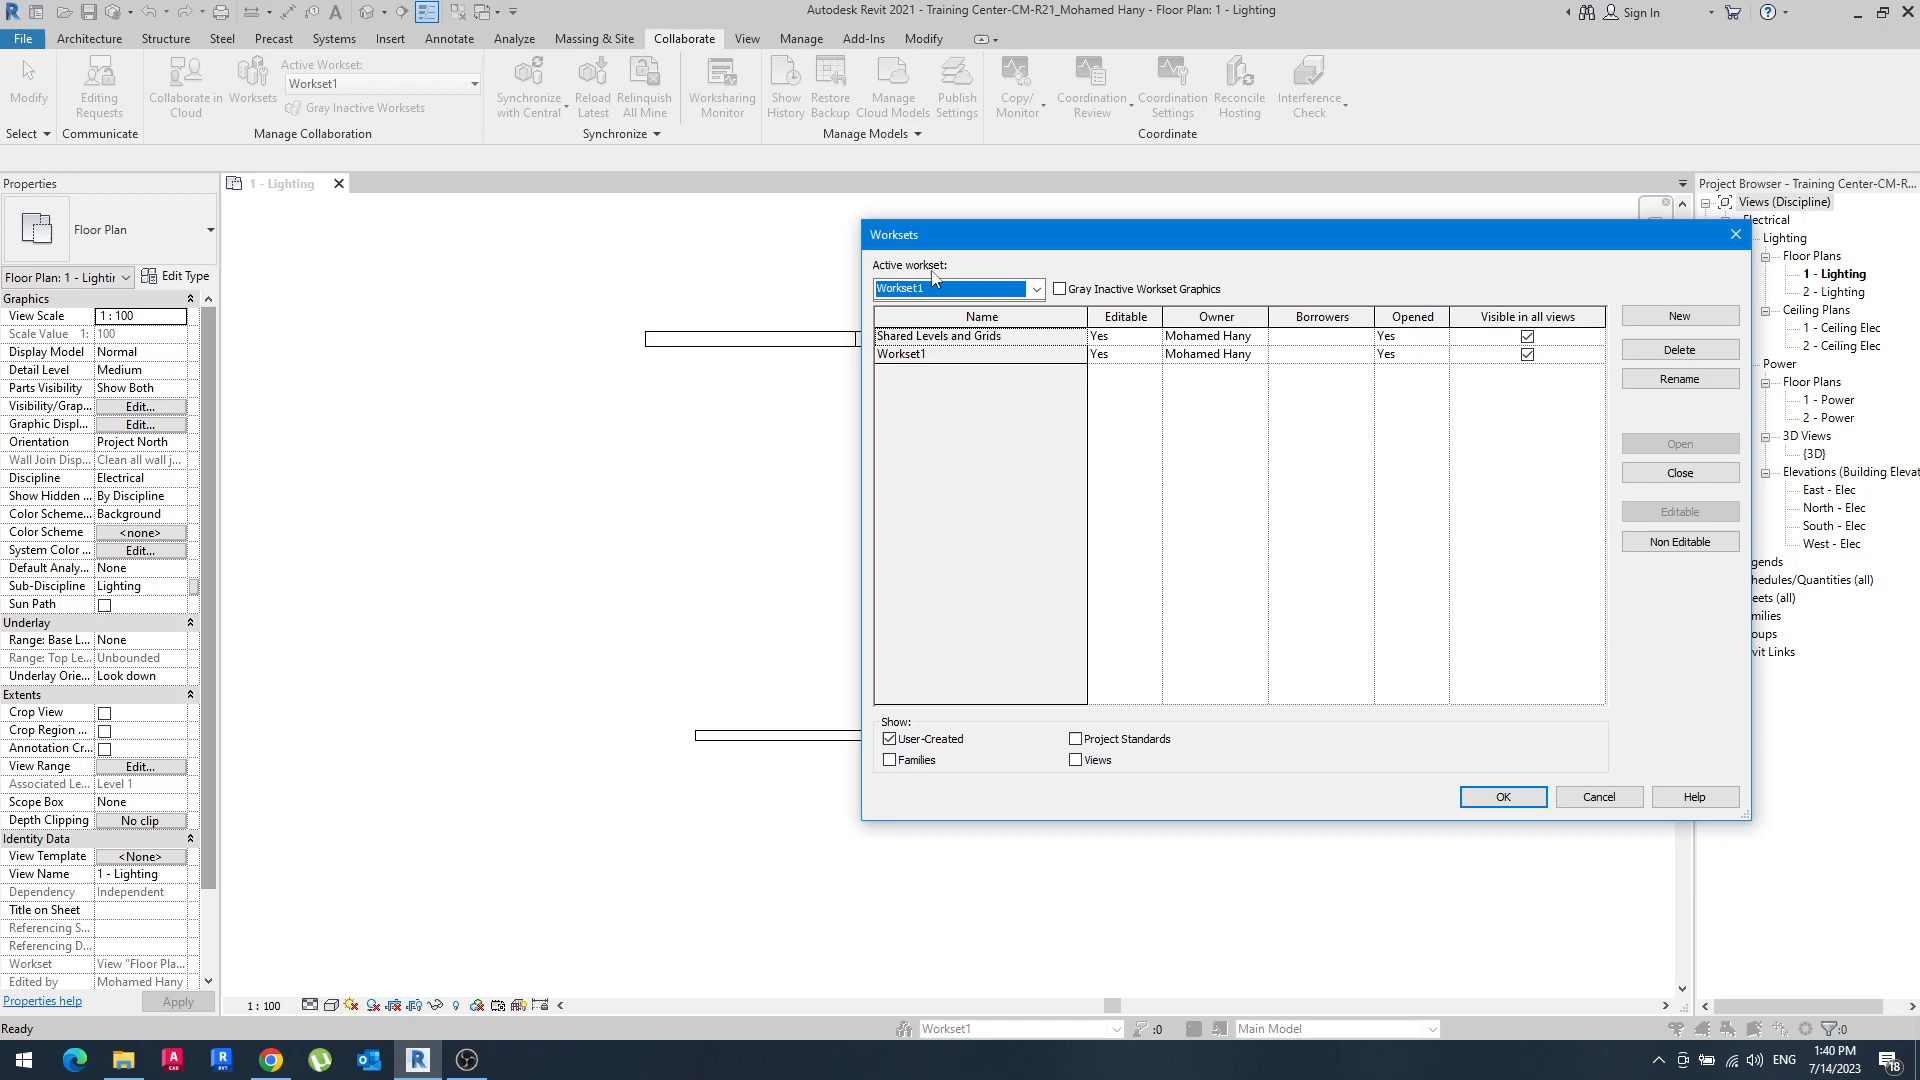 Autodesk Revit 2021 - Training Center-CM-R21_Mohamed Hany - Floor Plan: 1 - Lighting
Sign In
File Architecture Structure Steel Precast Systems Insert Annotate Analyze Massing & Site Collaborate View Manage Add-Ins Modify
Modify
Editing Requests
Collaborate in Cloud
Worksets
Active Workset:
Workset1
Gray Inactive Worksets
Synchronize with Central
Reload Latest
Relinquish All Mine
Worksharing Monitor
Show History
Restore Backup
Manage Cloud Models
Publish Settings
Copy/ Monitor
Coordination Review
Coordination Settings
Reconcile Hosting
Interference Check
Select Communicate Manage Collaboration Synchronize Manage Models Coordinate
Properties
Floor Plan
Floor Plan: 1 - Lightir Edit Type
Graphics
View Scale 1 : 100
Scale Value 1: 100
Display Model Normal
Detail Level Medium
Parts Visibility Show Both
Visibility/Grap... Edit...
Graphic Displ... Edit...
Orientation Project North
Wall Join Disp... Clean all wall j...
Discipline Electrical
Show Hidden ... By Discipline
Color Scheme... Background
Color Scheme <none>
System Color ... Edit...
Default Analy... None
Sub-Discipline Lighting
Sun Path
Underlay
Range: Base L... None
Range: Top Le... Unbounded
Underlay Orie... Look down
Extents
Crop View
Crop Region ...
Annotation Cr...
View Range Edit...
Associated Le... Level 1
Scope Box None
Depth Clipping No clip
Identity Data
View Template <None>
View Name 1 - Lighting
Dependency Independent
Title on Sheet
Referencing S...
Referencing D...
Workset View "Floor Pla...
Edited by Mohamed Hany
Properties help Apply
1 - Lighting
Worksets
Active workset:
Workset1
Gray Inactive Workset Graphics
Name Editable Owner Borrowers Opened Visible in all views
Shared Levels and Grids Yes Mohamed Hany Yes
Workset1 Yes Mohamed Hany Yes
New
Delete
Rename
Open
Close
Editable
Non Editable
Show:
User-Created
Project Standards
Families
Views
OK Cancel Help
Project Browser - Training Center-CM-R...
Views (Discipline)
Electrical
Lighting
Floor Plans
1 - Lighting
2 - Lighting
Ceiling Plans
1 - Ceiling Elec
2 - Ceiling Elec
Power
Floor Plans
1 - Power
2 - Power
3D Views
{3D}
Elevations (Building Elevat
East - Elec
North - Elec
South - Elec
West - Elec
gends
hedules/Quantities (all)
eets (all)
milies
oups
vit Links
1 : 100
Ready
Workset1
:0
Main Model
:0
ENG
1:40 PM
7/14/2023
18